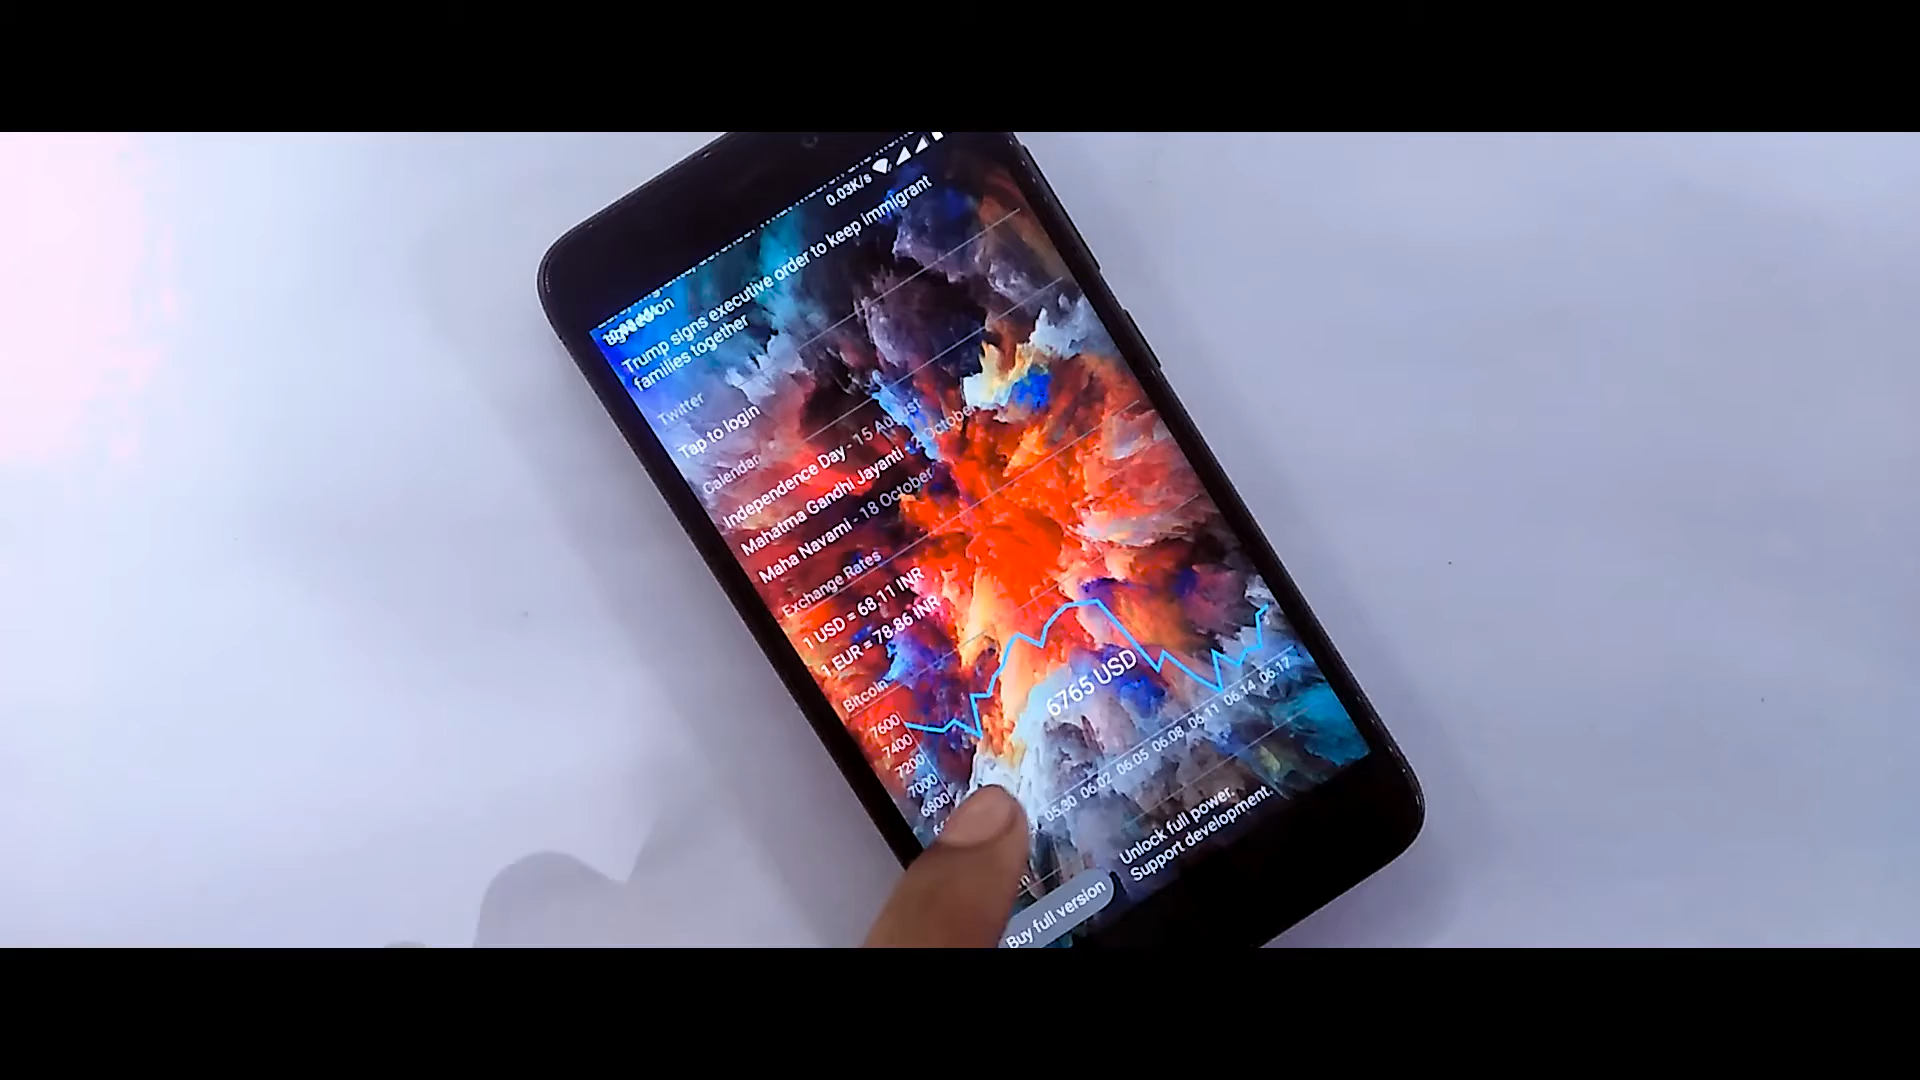 0.03K/s
Trump signs executive order to keep immigrant
families together
Twitter
Tap to login
Calendar
Independence Day - 15 August
Mahatma Gandhi Jayanti - 2 October
Maha Navami - 18 October
Exchange Rates
1 USD = 68,11 INR
1 EUR = 78,86 INR
Bitcoin
6765 USD
7600
7400
7200
7000
6800
05.30 06.02 06.05 06.08 06.11 06.14 06.17
Unlock full power.
Support development.
Buy full version